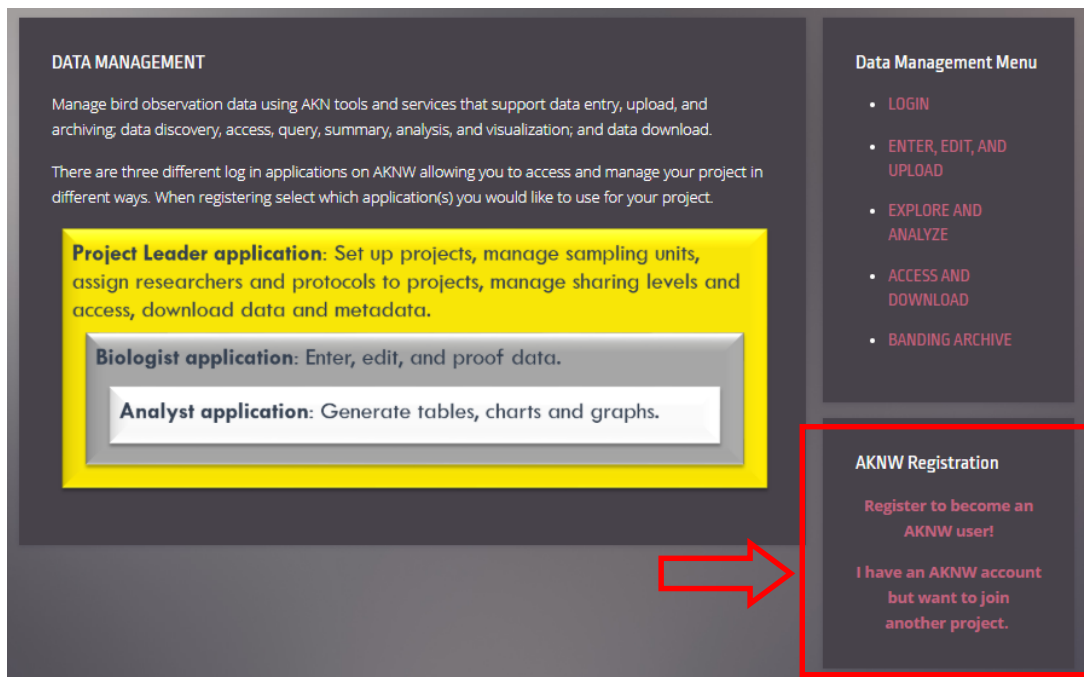 DATA MANAGEMENT
Manage bird observation data using AKN tools and services that support data entry, upload, and
archiving; data discovery, access, query, summary, analysis, and visualization; and data download.
There are three different log in applications on AKNW allowing you to access and manage your project in
different ways. When registering select which application(s) you would like to use for your project.
Project Leader application: Set up projects, manage sampling units,
assign researchers and protocols to projects, manage sharing levels and
access, download data and metadata.
Biologist application: Enter, edit, and proof data.
Analyst application: Generate tables, charts and graphs.
Data Management Menu
LOGIN
ENTER, EDIT, AND
UPLOAD
EXPLORE AND
ANALYZE
ACCESS AND
DOWNLOAD
BANDING ARCHIVE
AKNW Registration
Register to become an
AKNW user!
I have an AKNW account
but want to join
another project.